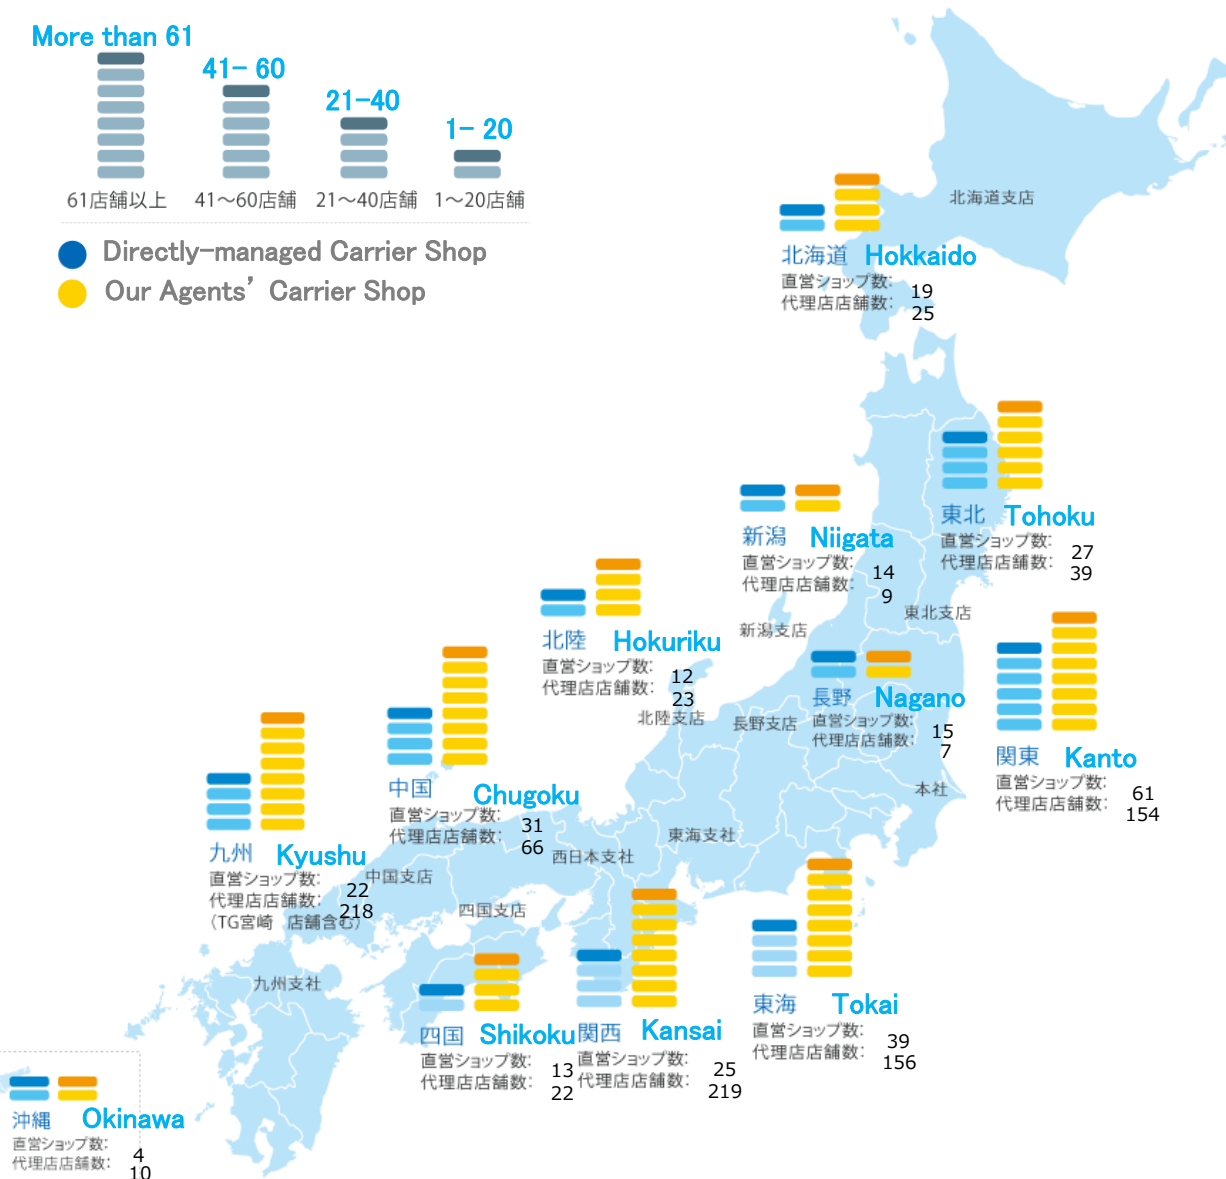 More than 61
41- 60
21-40
1- 20
61店舗以上
41～60店舗
21～40店舗
1～20店舗
Directly-managed Carrier Shop
Our Agents’ Carrier Shop
北海道支店
北海道 Hokkaido
直営ショップ数: 19
代理店店舗数: 25
東北 Tohoku
直営ショップ数: 27
代理店店舗数: 39
新潟 Niigata
直営ショップ数: 14
代理店店舗数: 9
東北支店
新潟支店
北陸 Hokuriku
直営ショップ数: 12
代理店店舗数: 23
北陸支店
長野支店
長野 Nagano
直営ショップ数: 15
代理店店舗数: 7
関東 Kanto
直営ショップ数: 61
代理店店舗数: 154
本社
中国 Chugoku
直営ショップ数: 31
代理店店舗数: 66
東海支社
西日本支社
九州 Kyushu
直営ショップ数: 22
代理店店舗数: 218
（TG宮崎 店舗含む）
中国支店
四国支店
九州支社
四国 Shikoku
直営ショップ数: 13
代理店店舗数: 22
関西 Kansai
直営ショップ数: 25
代理店店舗数: 219
東海 Tokai
直営ショップ数: 39
代理店店舗数: 156
沖縄 Okinawa
直営ショップ数: 4
代理店店舗数: 10